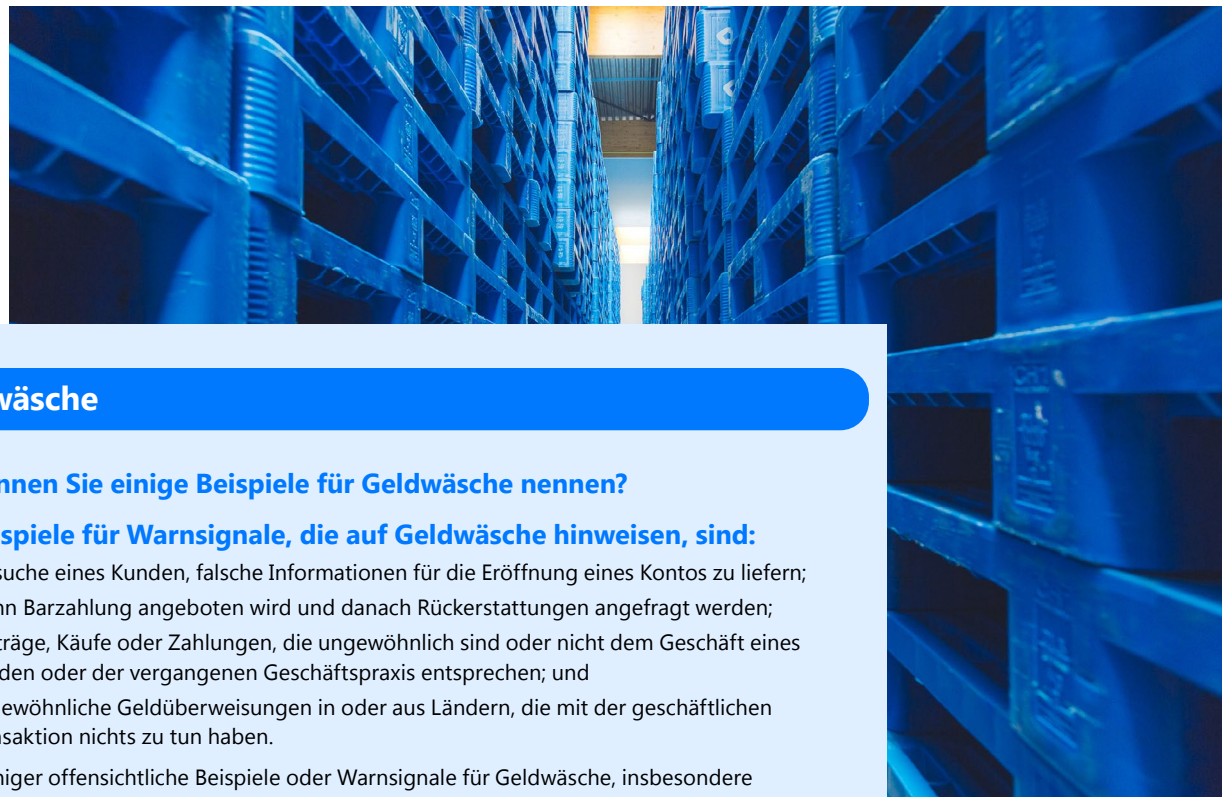 wäsche
nnen Sie einige Beispiele für Geldwäsche nennen?
spiele für Warnsignale, die auf Geldwäsche hinweisen, sind:
suche eines Kunden, falsche Informationen für die Eröffnung eines Kontos zu liefern;
nn Barzahlung angeboten wird und danach Rückerstattungen angefragt werden;
träge, Käufe oder Zahlungen, die ungewöhnlich sind oder nicht dem Geschäft eines
den oder der vergangenen Geschäftspraxis entsprechen; und
ewöhnliche Geldüberweisungen in oder aus Ländern, die mit der geschäftlichen
nsaktion nichts zu tun haben.
niger offensichtliche Beispiele oder Warnsignale für Geldwäsche, insbesondere